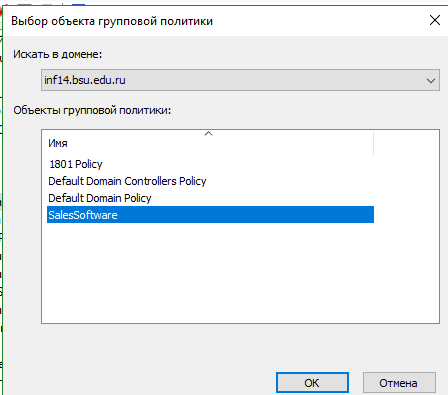 Выбор объекта групповой политики
Искать в домене:
inf14.bsu.edu.ru
Объекты групповой политики:
Имя
1801 Policy
Default Domain Controllers Policy
Default Domain Policy
SalesSoftware
ОК
Отмена